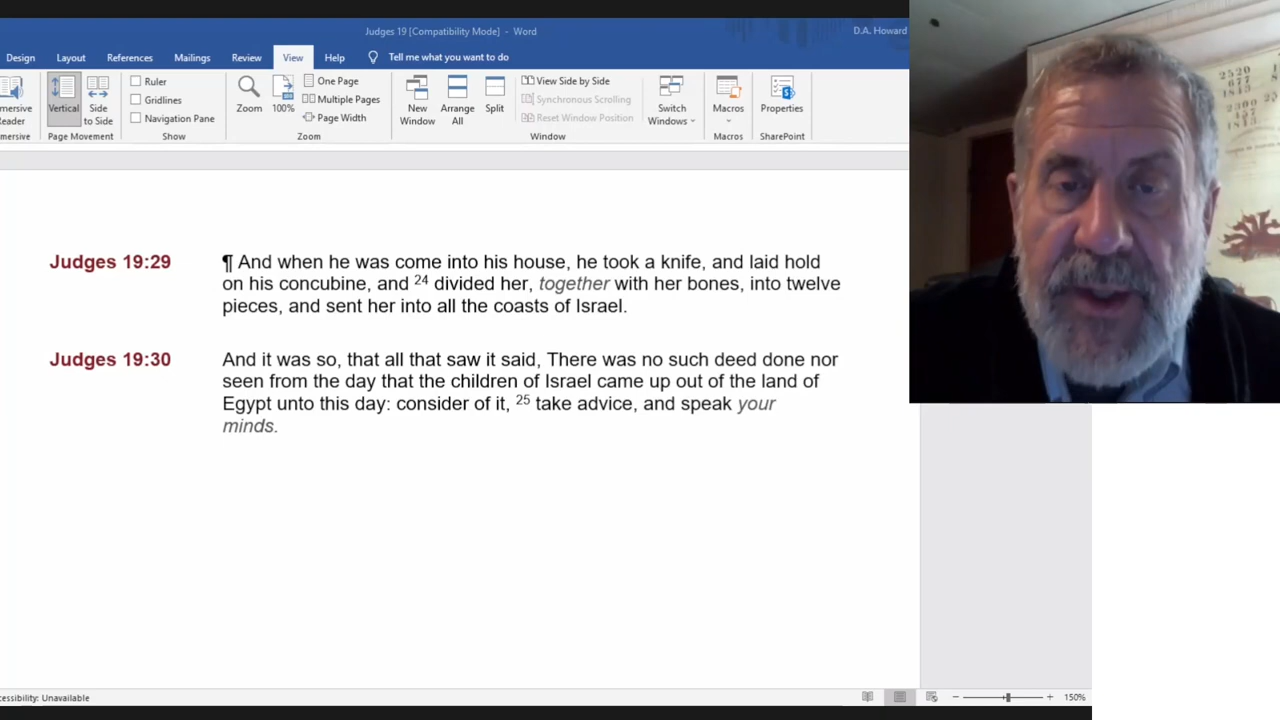 Judges 19 [Compatibility Mode] - Word
D.A. Howard
Design Layout References Mailings Review View Help Tell me what you want to do
Vertical
Side to Side
Page Movement
Ruler
Gridlines
Navigation Pane
Show
Zoom
100%
One Page
Multiple Pages
Page Width
Zoom
New Window
Arrange All
Split
View Side by Side
Synchronous Scrolling
Reset Window Position
Window
Switch Windows
Macros
Macros
Properties
SharePoint
2520
2300
457
1843
Judges 19:29 ¶ And when he was come into his house, he took a knife, and laid hold
on his concubine, and 24 divided her, together with her bones, into twelve
pieces, and sent her into all the coasts of Israel.
Judges 19:30 And it was so, that all that saw it said, There was no such deed done nor
seen from the day that the children of Israel came up out of the land of
Egypt unto this day: consider of it, 25 take advice, and speak your
minds.
cessibility: Unavailable
150%